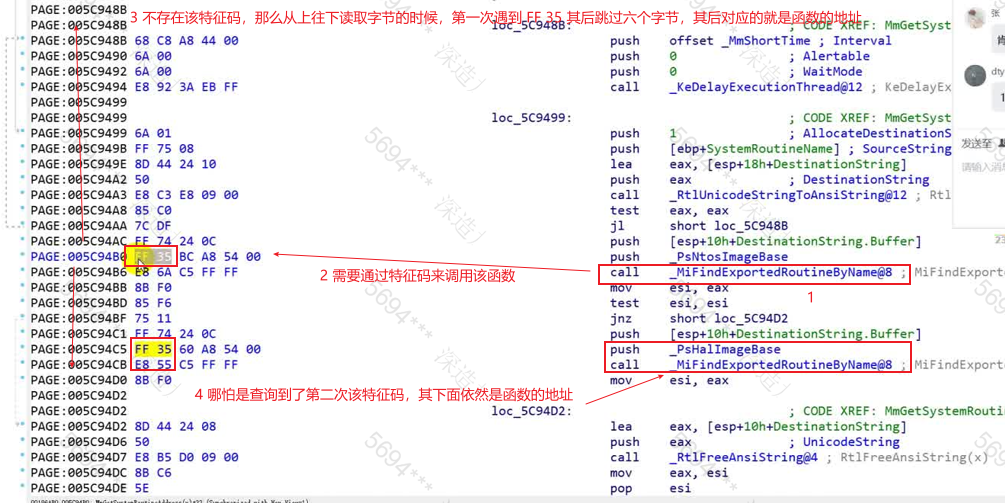 PAGE:005C948B
3 不存在该特征码，那么从上往下读取字节的时候，第一次遇到 FF 35 其后跳过六个字节，其后对应的就是函数的地址
loc_5C948B: ; CODE XREF: MmGetSyst
PAGE:005C948B 68 C8 A8 44 00 push offset _MmShortTime ; Interval
PAGE:005C9490 6A 00 push 0 ; Alertable
PAGE:005C9492 6A 00 push 0 ; WaitMode
PAGE:005C9494 E8 92 3A EB FF call _KeDelayExecutionThread@12 ; KeDelayEx
PAGE:005C9499
PAGE:005C9499 loc_5C9499: ; CODE XREF: MmGetSyst
PAGE:005C9499 6A 01 push 1 ; AllocateDestinationS
PAGE:005C949B FF 75 08 push [ebp+SystemRoutineName] ; SourceString
PAGE:005C949E 8D 44 24 10 lea eax, [esp+18h+DestinationString]
PAGE:005C94A2 50 push eax ; DestinationString
PAGE:005C94A3 E8 C3 E8 09 00 call _RtlUnicodeStringToAnsiString@12 ; Rtl
PAGE:005C94A8 85 C0 test eax, eax
PAGE:005C94AA 7C DF jl short loc_5C948B
PAGE:005C94AC FF 74 24 0C push [esp+10h+DestinationString.Buffer]
PAGE:005C94B0 FF 35 BC A8 54 00 push _PsNtosImageBase
PAGE:005C94B6 E8 6A C5 FF FF call _MiFindExportedRoutineByName@8 ; MiFindExport
2 需要通过特征码来调用该函数
1
PAGE:005C94BB 8B F0 mov esi, eax
PAGE:005C94BD 85 F6 test esi, esi
PAGE:005C94BF 75 11 jnz short loc_5C94D2
PAGE:005C94C1 FF 74 24 0C push [esp+10h+DestinationString.Buffer]
PAGE:005C94C5 FF 35 60 A8 54 00 push _PsHalImageBase
PAGE:005C94CB E8 55 C5 FF FF call _MiFindExportedRoutineByName@8 ; MiFindExport
PAGE:005C94D0 8B F0 mov esi, eax
4 哪怕是查询到了第二次该特征码，其下面依然是函数的地址
PAGE:005C94D2
PAGE:005C94D2 loc_5C94D2: ; CODE XREF: MmGetSystemRoutin
PAGE:005C94D2 8D 44 24 08 lea eax, [esp+10h+DestinationString]
PAGE:005C94D6 50 push eax ; UnicodeString
PAGE:005C94D7 E8 B5 D0 09 00 call _RtlFreeAnsiString@4 ; RtlFreeAnsiString(x)
PAGE:005C94DC 8B C6 mov eax, esi
PAGE:005C94DE 5E pop esi
张
dty
发送至
请输入消
5694*** 深造